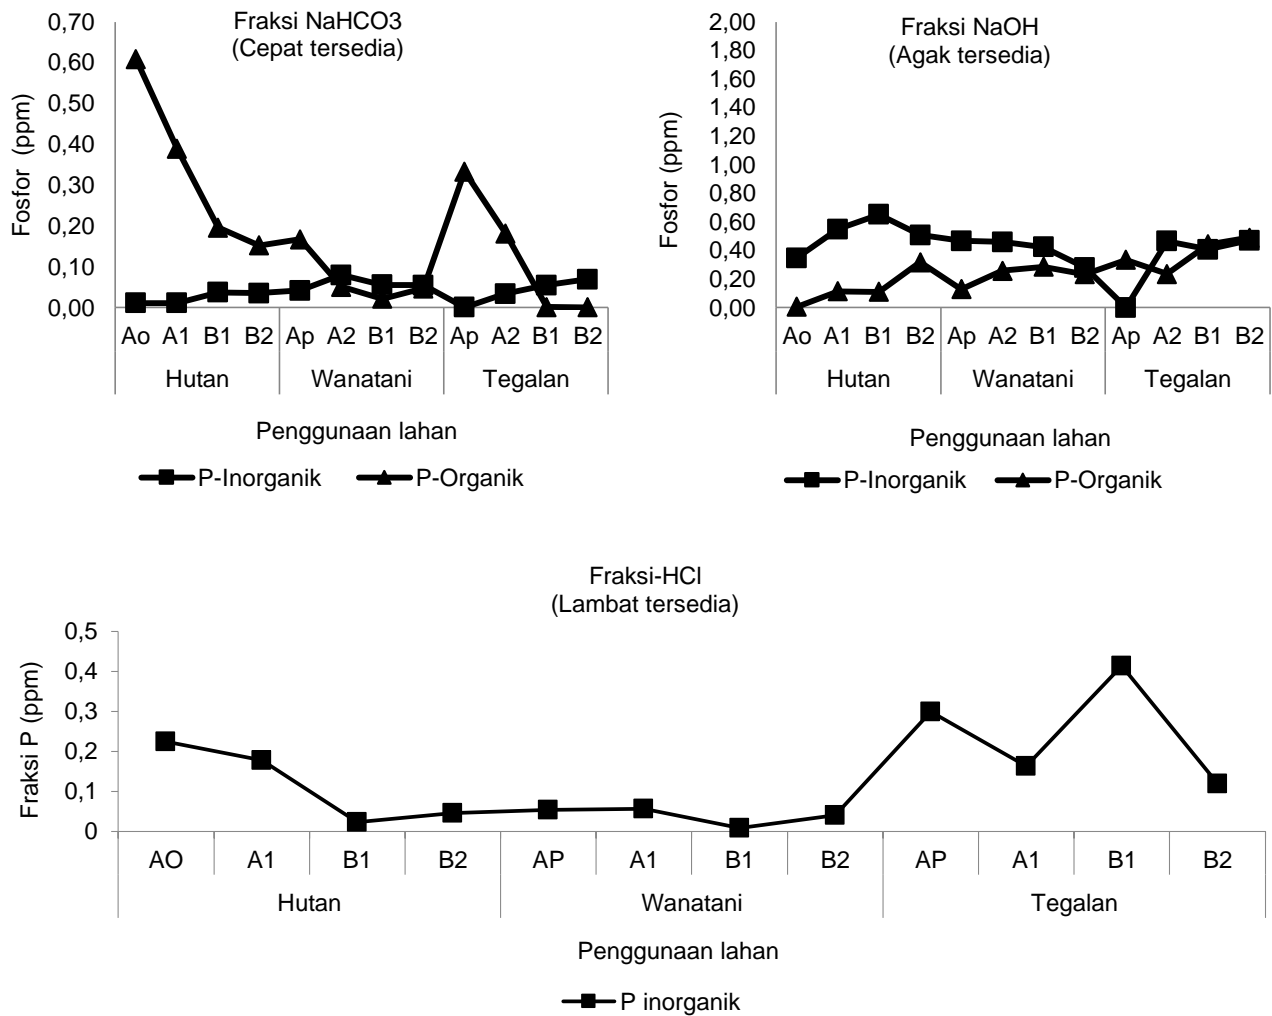 Fraksi NaHCO3
(Cepat tersedia)
Fosfor (ppm)
0,70
0,60
0,50
0,40
0,30
0,20
0,10
0,00
Ao A1 B1 B2 Ap A2 B1 B2 Ap A2 B1 B2
Hutan Wanatani Tegalan
Penggunaan lahan
P-Inorganik P-Organik
Fraksi NaOH
(Agak tersedia)
Fosfor (ppm)
2,00
1,80
1,60
1,40
1,20
1,00
0,80
0,60
0,40
0,20
0,00
Ao A1 B1 B2 Ap A2 B1 B2 Ap A2 B1 B2
Hutan Wanatani Tegalan
Penggunaan lahan
P-Inorganik P-Organik
Fraksi-HCl
(Lambat tersedia)
Fraksi P (ppm)
0,5
0,4
0,3
0,2
0,1
0
AO A1 B1 B2 AP A1 B1 B2 AP A1 B1 B2
Hutan Wanatani Tegalan
Penggunaan lahan
P inorganik